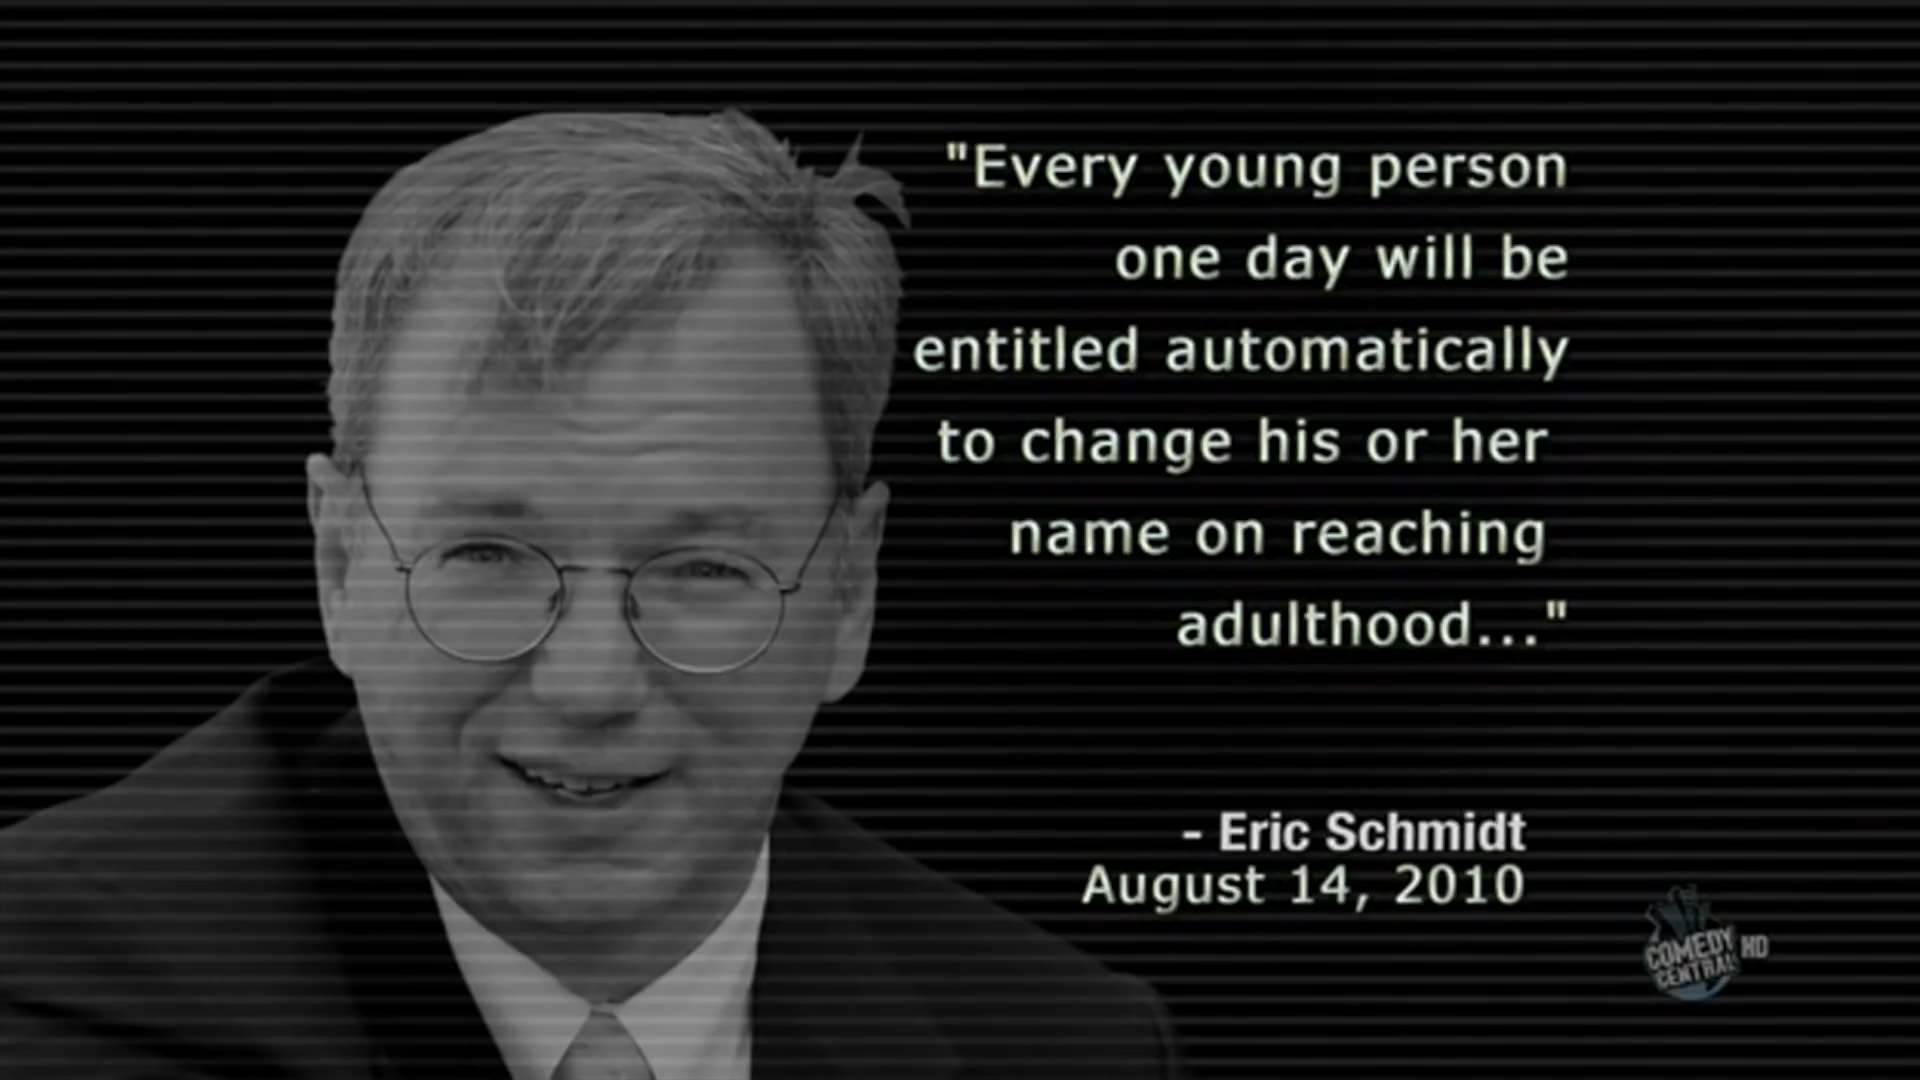 "Every young person
one day will be
entitled automatically
to change his or her
name on reaching
adulthood..."
- Eric Schmidt
August 14, 2010
COMEDY
CENTRAL
HD